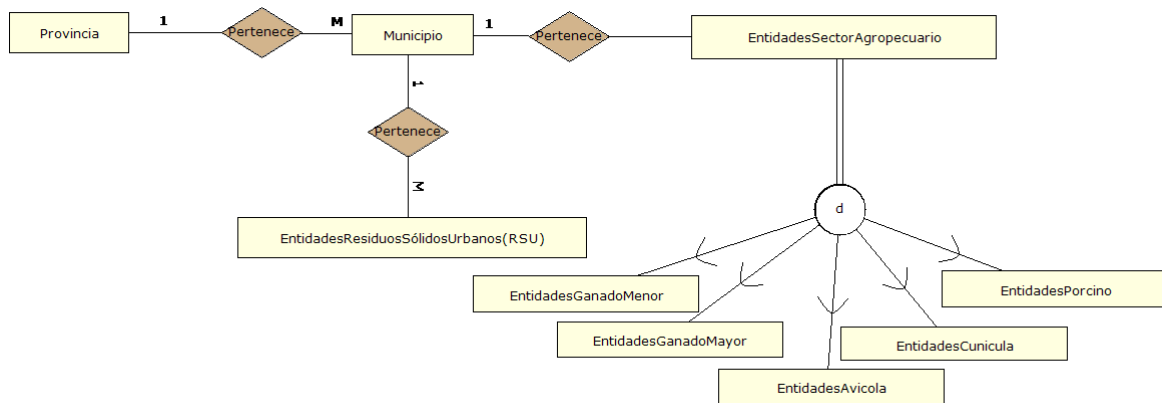 Provincia
1
Pertenece
M
Municipio
1
Pertenece
EntidadesSectorAgropecuario
1
Pertenece
M
EntidadesResiduosSólidosUrbanos(RSU)
d
EntidadesGanadoMenor
EntidadesPorcino
EntidadesGanadoMayor
EntidadesCunicula
EntidadesAvicola